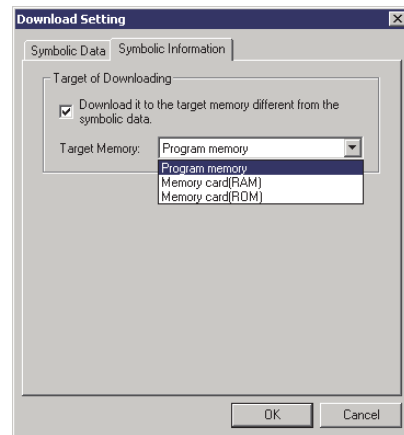 Download Setting
Symbolic Data Symbolic Information
Target of Downloading
Download it to the target memory different from the
symbolic data.
Target Memory: Program memory
Program memory
Memory card(RAM)
Memory card(ROM)
OK Cancel